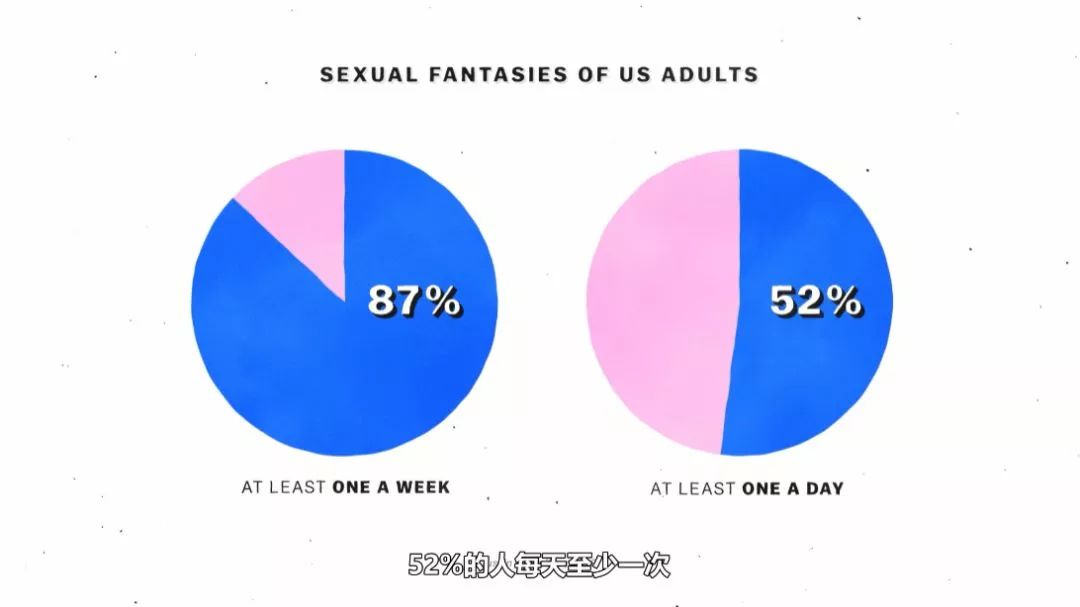 SEXUAL FANTASIES OF US ADULTS
87%
52%
AT LEAST ONE A WEEK
AT LEAST ONE A DAY
52%的人每天至少一次